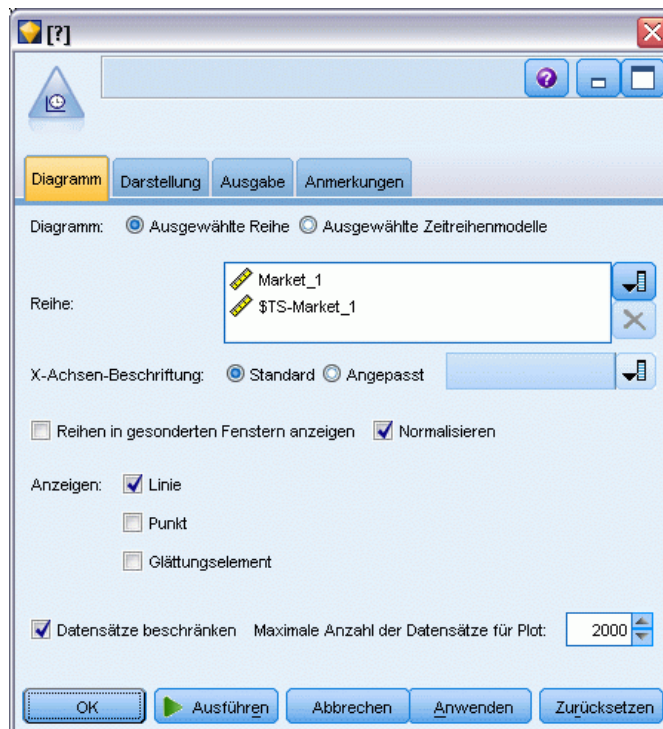 [?]
Diagramm Darstellung Ausgabe Anmerkungen
Diagramm: Ausgewählte Reihe Ausgewählte Zeitreihenmodelle
Reihe:
Market_1
$TS-Market_1
X-Achsen-Beschriftung: Standard Angepasst
Reihen in gesonderten Fenstern anzeigen Normalisieren
Anzeigen: Linie
Punkt
Glättungselement
Datensätze beschränken Maximale Anzahl der Datensätze für Plot: 2000
OK Ausführen Abbrechen Anwenden Zurücksetzen